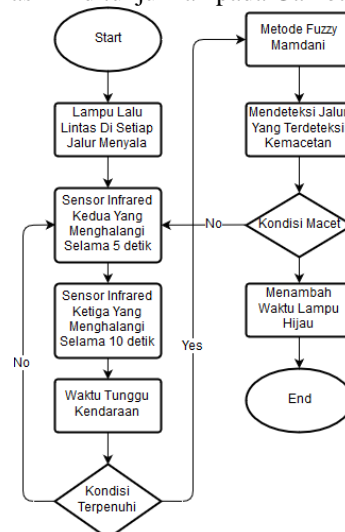 Start
Lampu Lalu
Lintas Di Setiap
Jalur Menyala
Sensor Infrared
Kedua Yang
Menghalangi
Selama 5 detik
Sensor Infrared
Ketiga Yang
Menghalangi
Selama 10 detik
Waktu Tunggu
Kendaraan
Kondisi
Terpenuhi
No
Yes
Metode Fuzzy
Mamdani
Mendeteksi Jalur
Yang Terdeteksi
Kemacetan
Kondisi Macet
No
Menambah
Waktu Lampu
Hijau
End